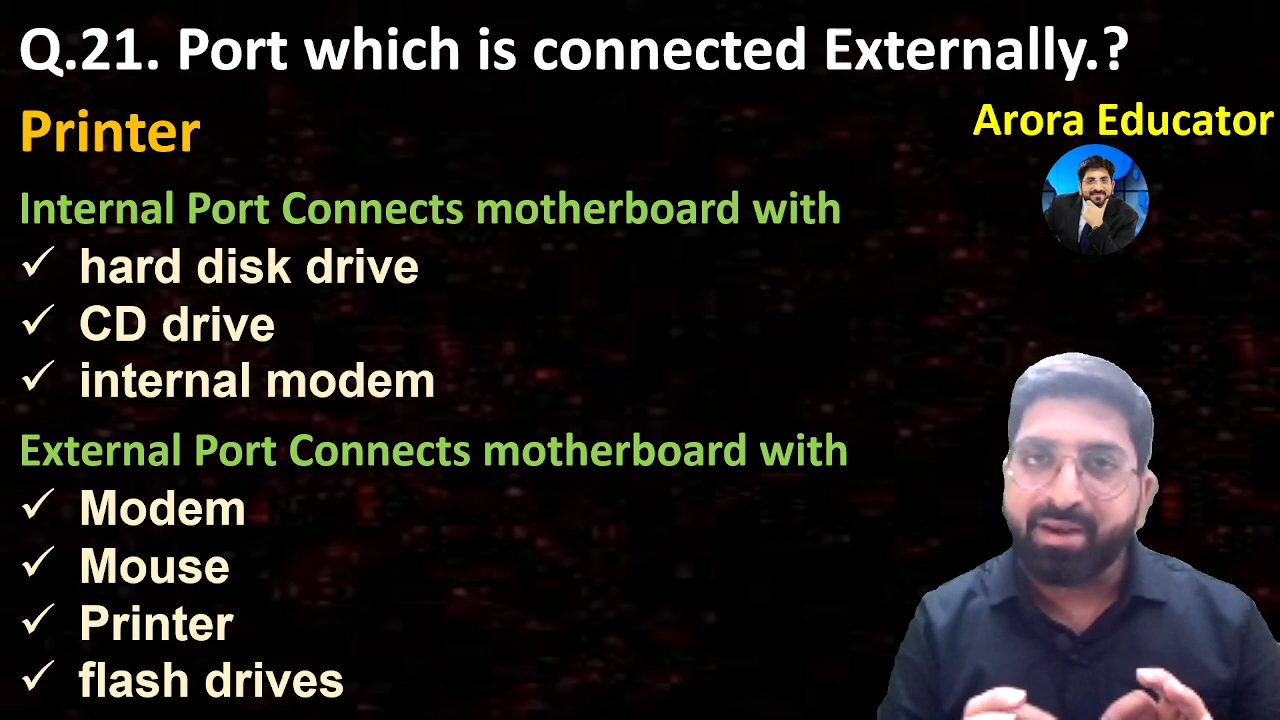 Q.21. Port which is connected Externally.?
Printer
Arora Educator
Internal Port Connects motherboard with
✓ hard disk drive
✓ CD drive
✓ internal modem
External Port Connects motherboard with
✓ Modem
✓ Mouse
✓ Printer
✓ flash drives